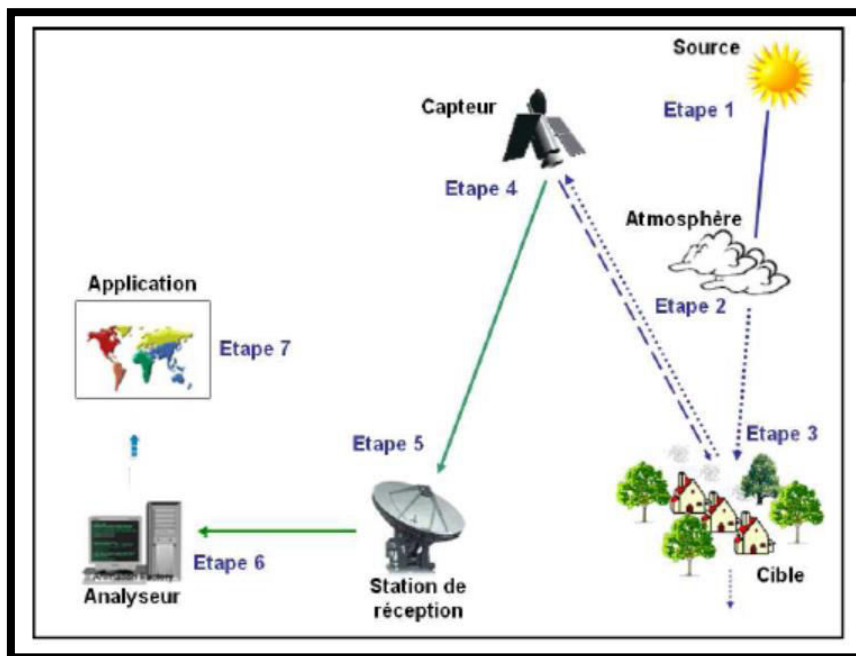 Source
Etape 1
Capteur
Etape 4
Atmosphère
Etape 2
Application
Etape 7
Etape 3
Etape 5
Etape 6
Analyseur
Station de
réception
Cible